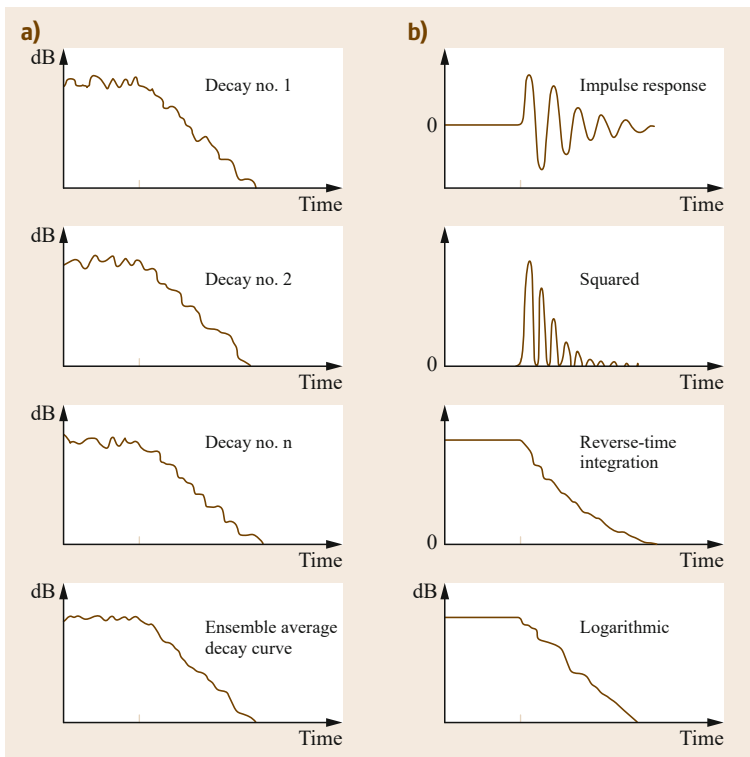 a)
dB
Decay no. 1
Time
dB
Decay no. 2
Time
dB
Decay no. n
Time
dB
Ensemble average
decay curve
Time
b)
Impulse response
0
Time
Squared
0
Time
Reverse-time
integration
0
Time
dB
Logarithmic
Time